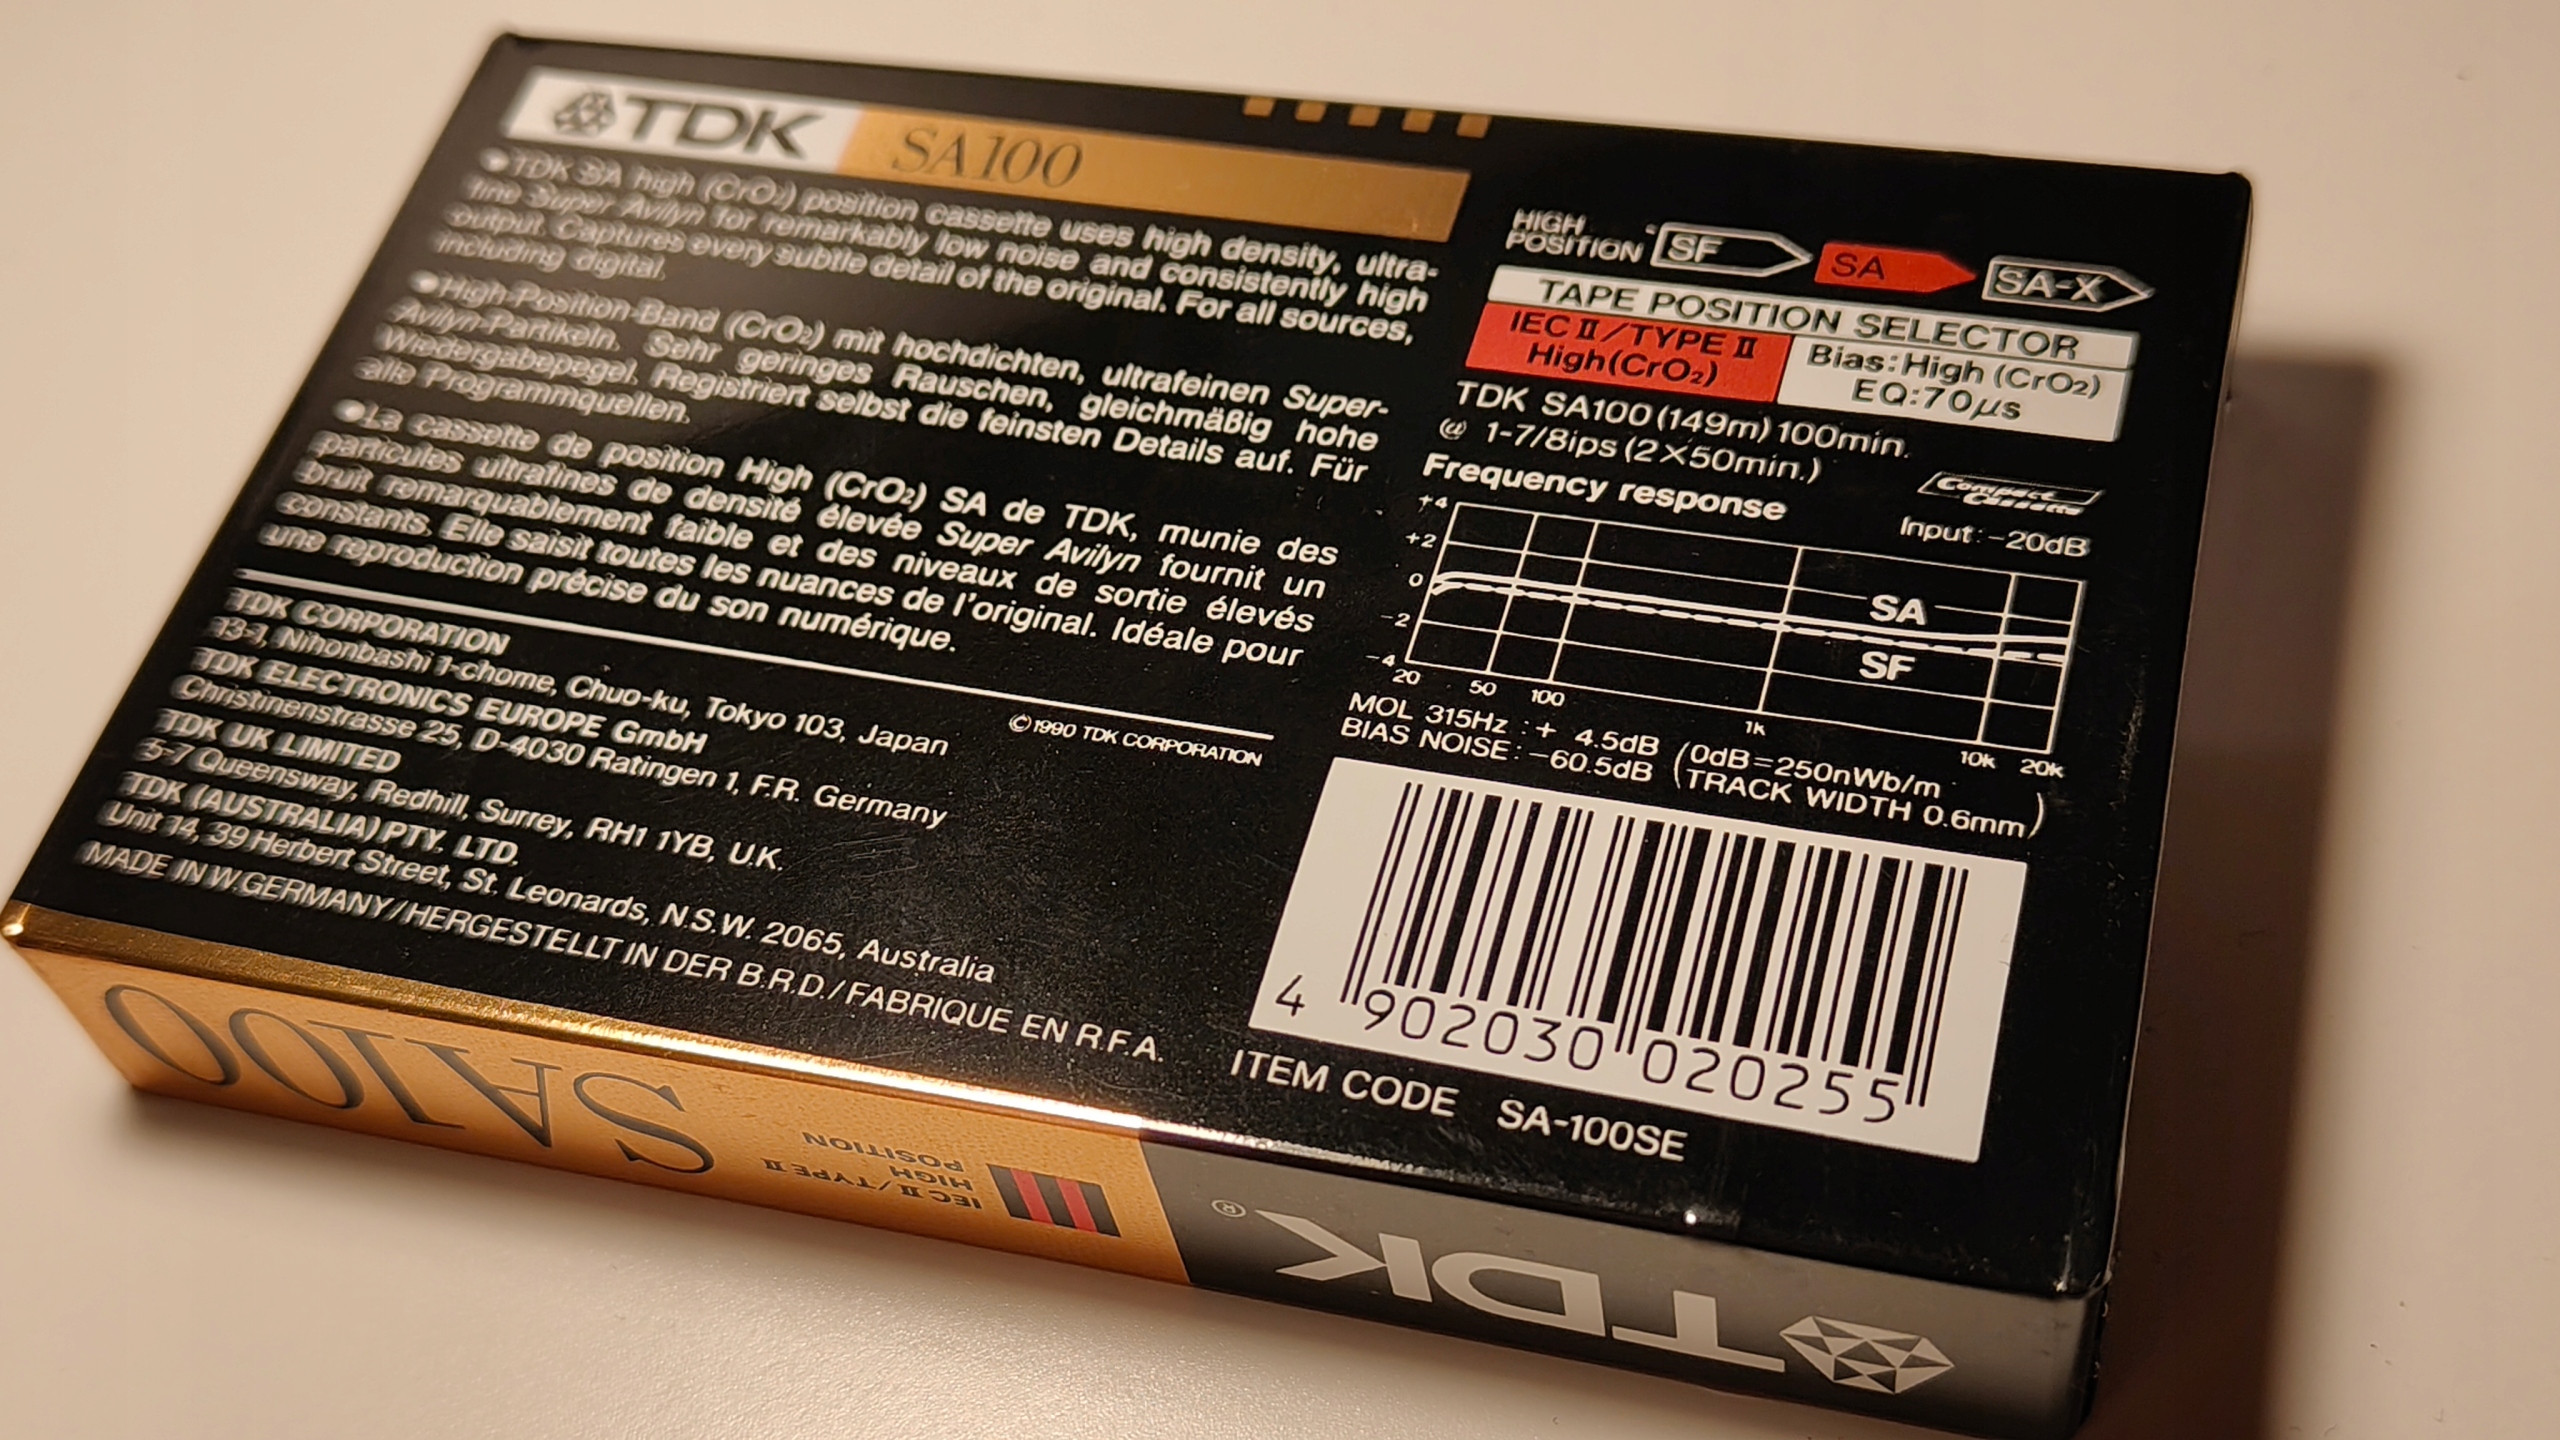 TDK SA100
●TDK SA high (CrO₂) position cassette uses high density, ultra-
fine Super Avilyn for remarkably low noise and consistently high
output. Captures every subtle detail of the original. For all sources,
including digital.
●High-Position-Band (CrO₂) mit hochdichten, ultrafeinen Super-
Avilyn-Partikeln. Sehr geringes Rauschen, gleichmäßig hohe
Wiedergabepegel. Registriert selbst die feinsten Details auf. Für
alle Programmquellen.
●La cassette de position High (CrO₂) SA de TDK, munie des
particules ultrafines de densité élevée Super Avilyn fournit un
bruit remarquablement faible et des niveaux de sortie élevés
constants. Elle saisit toutes les nuances de l'original. Idéale pour
une reproduction précise du son numérique.
©1990 TDK CORPORATION
TDK CORPORATION
13-1, Nihonbashi 1-chome, Chuo-ku, Tokyo 103, Japan
TDK ELECTRONICS EUROPE GmbH
Christinenstrasse 25, D-4030 Ratingen 1, F.R. Germany
TDK UK LIMITED
5-7 Queensway, Redhill, Surrey, RH1 1YB, U.K.
TDK (AUSTRALIA) PTY. LTD.
Unit 14, 39 Herbert Street, St. Leonards, N.S.W. 2065, Australia
MADE IN W.GERMANY/HERGESTELLT IN DER B.R.D./FABRIQUE EN R.F.A.
HIGH
POSITION
SF SA SA-X
TAPE POSITION SELECTOR
IEC II/TYPE II
High(CrO₂)
Bias:High (CrO₂)
EQ:70μs
TDK SA100 (149m) 100min.
@ 1-7/8ips (2×50min.)
Compact
Cassette
Frequency response
Input: -20dB
+4
+2
0
-2
-4
SA
SF
20 50 100 1k 10k 20k
MOL 315Hz : + 4.5dB (0dB=250nWb/m
BIAS NOISE: -60.5dB (TRACK WIDTH 0.6mm)
4 902030 020255
ITEM CODE SA-100SE
TDK®
IEC II/TYPE II
HIGH
POSITION
SA100